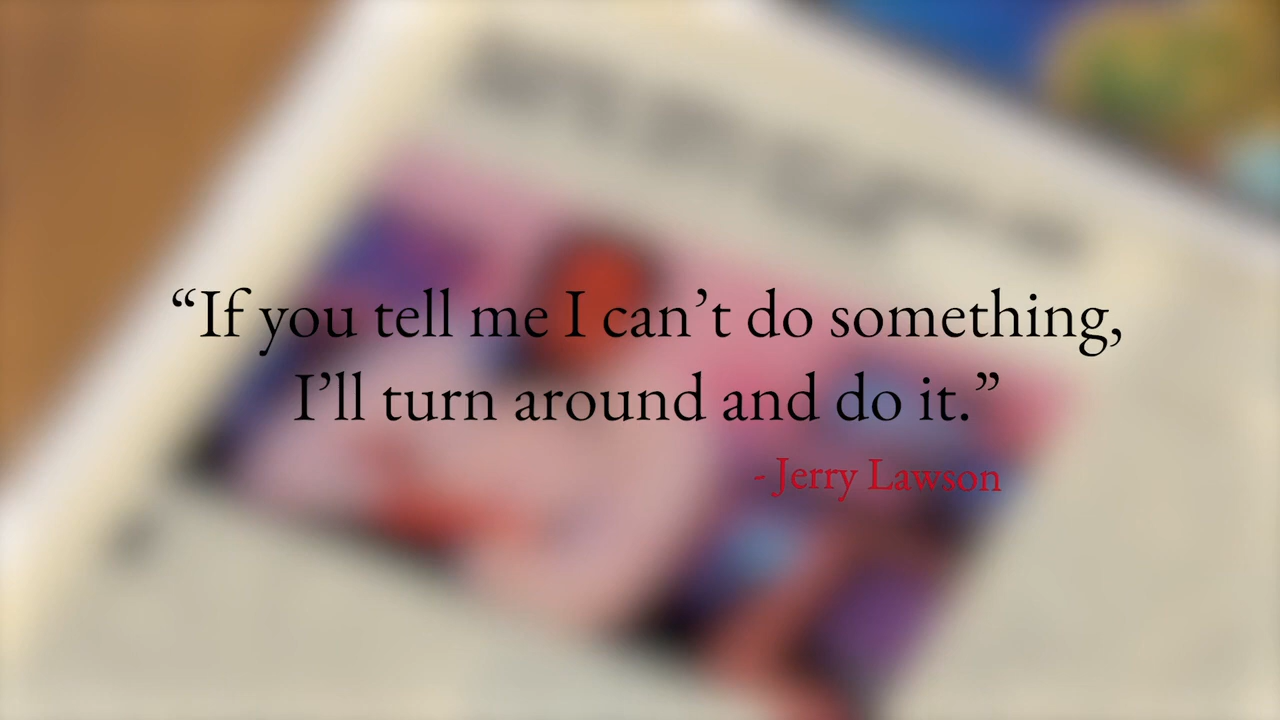 “If you tell me I can’t do something,
I’ll turn around and do it.”
- Jerry Lawson